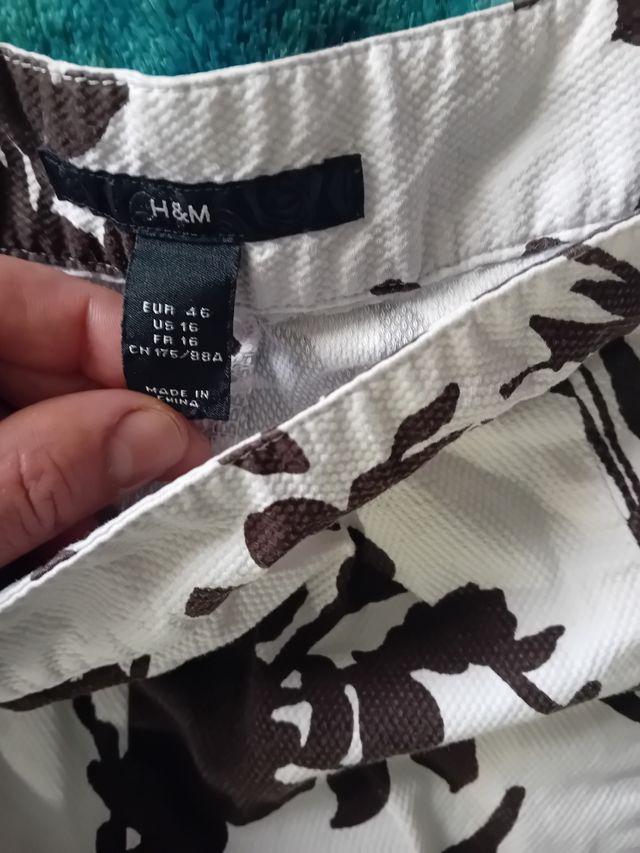 H&M
EUR 46
US 16
FR 16
CN 175/88A
MADE IN
CHINA